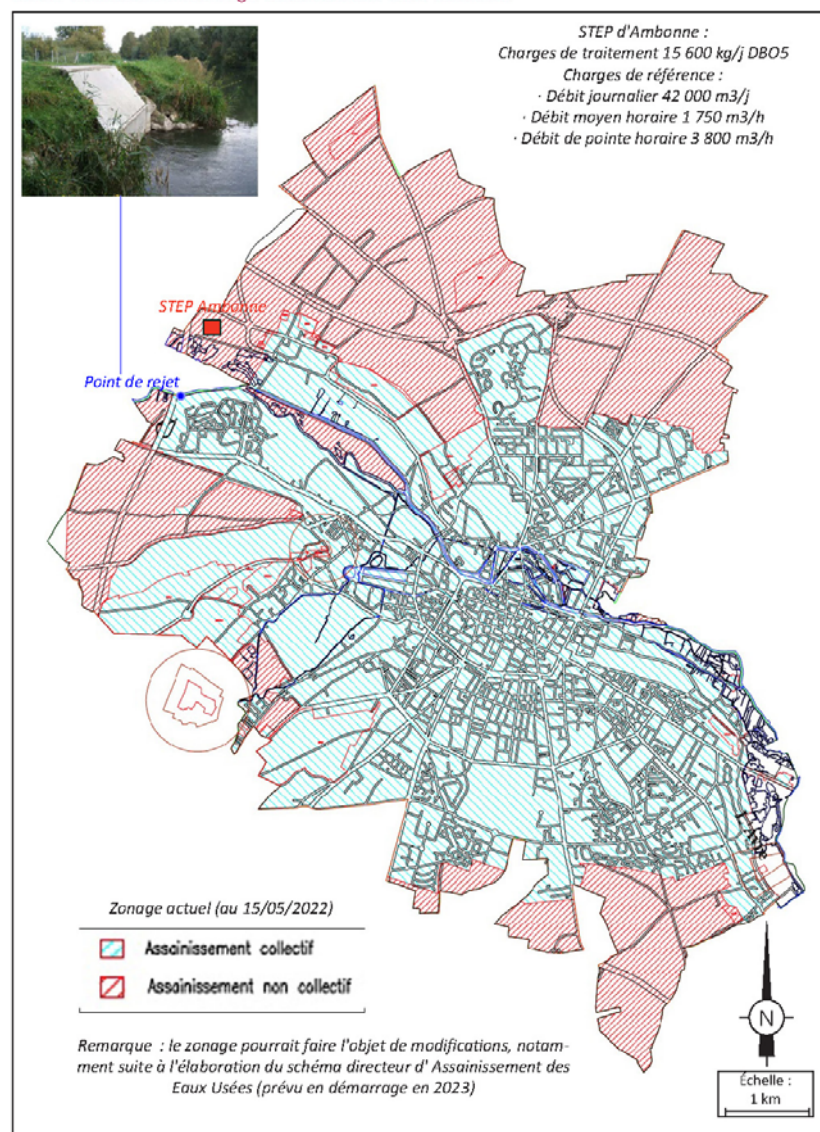 STEP d'Ambonne :
Charges de traitement 15 600 kg/j DBO5
Charges de référence :
· Débit journalier 42 000 m3/j
· Débit moyen horaire 1 750 m3/h
· Débit de pointe horaire 3 800 m3/h
STEP Ambonne
Point de rejet
Zonage actuel (au 15/05/2022)
Assainissement collectif
Assainissement non collectif
Remarque : le zonage pourrait faire l'objet de modifications, notam-
ment suite à l'élaboration du schéma directeur d' Assainissement des
Eaux Usées (prévu en démarrage en 2023)
N
Échelle :
1 km